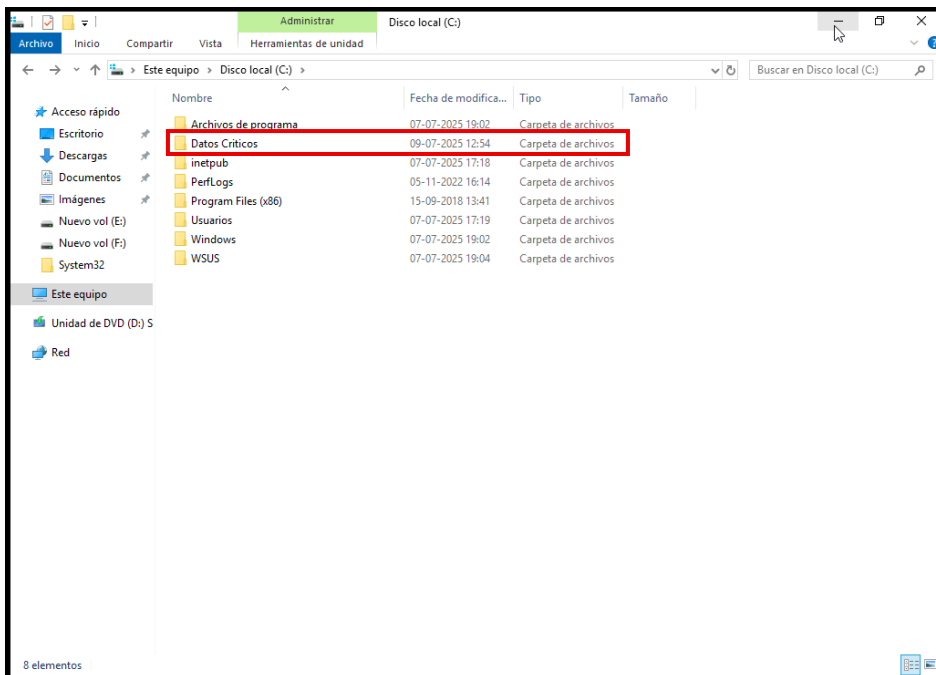 Administrar Disco local (C:)
Archivo Inicio Compartir Vista Herramientas de unidad
Este equipo > Disco local (C:) > Buscar en Disco local (C:)
Nombre Fecha de modifica... Tipo Tamaño
Acceso rápido
Escritorio
Descargas
Documentos
Imágenes
Nuevo vol (E:)
Nuevo vol (F:)
System32
Este equipo
Unidad de DVD (D:) S
Red
Archivos de programa 07-07-2025 19:02 Carpeta de archivos
Datos Criticos 09-07-2025 12:54 Carpeta de archivos
inetpub 07-07-2025 17:18 Carpeta de archivos
PerfLogs 05-11-2022 16:14 Carpeta de archivos
Program Files (x86) 15-09-2018 13:41 Carpeta de archivos
Usuarios 07-07-2025 17:19 Carpeta de archivos
Windows 07-07-2025 19:02 Carpeta de archivos
WSUS 07-07-2025 19:04 Carpeta de archivos
8 elementos